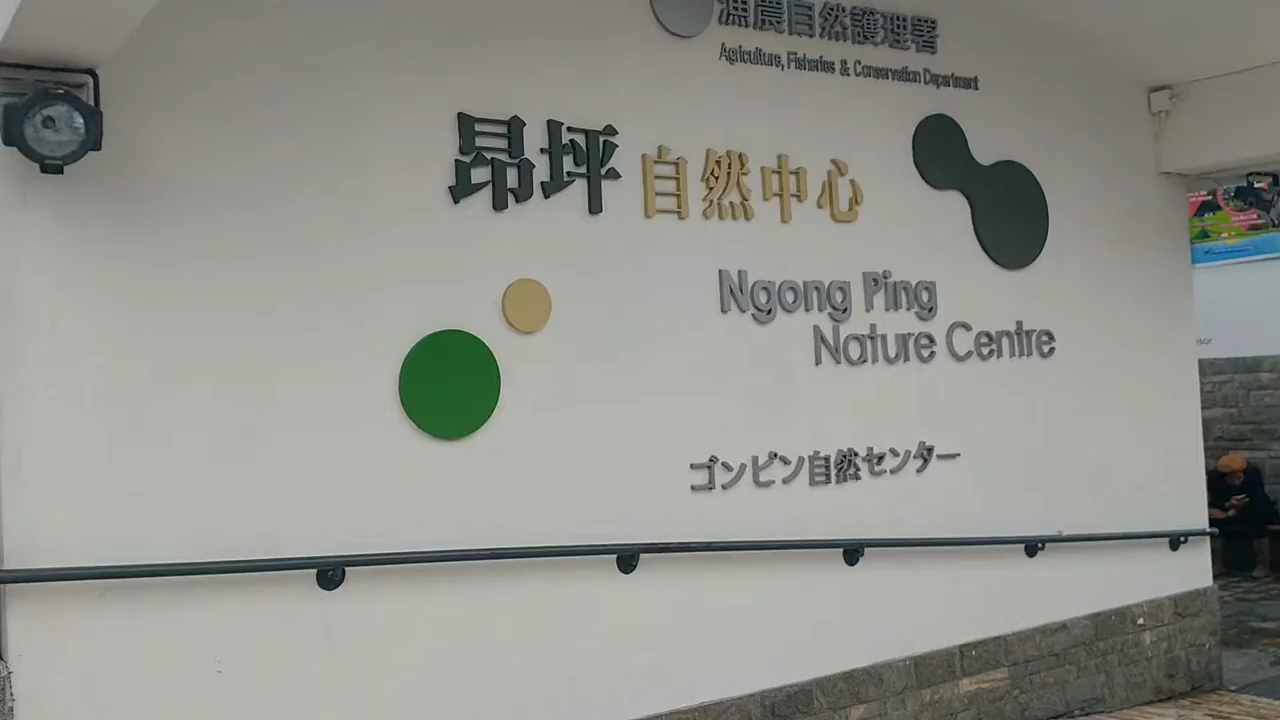 漁農自然護理署
Agriculture, Fisheries & Conservation Department
昂坪自然中心
Ngong Ping
Nature Centre
ゴンピン自然センター